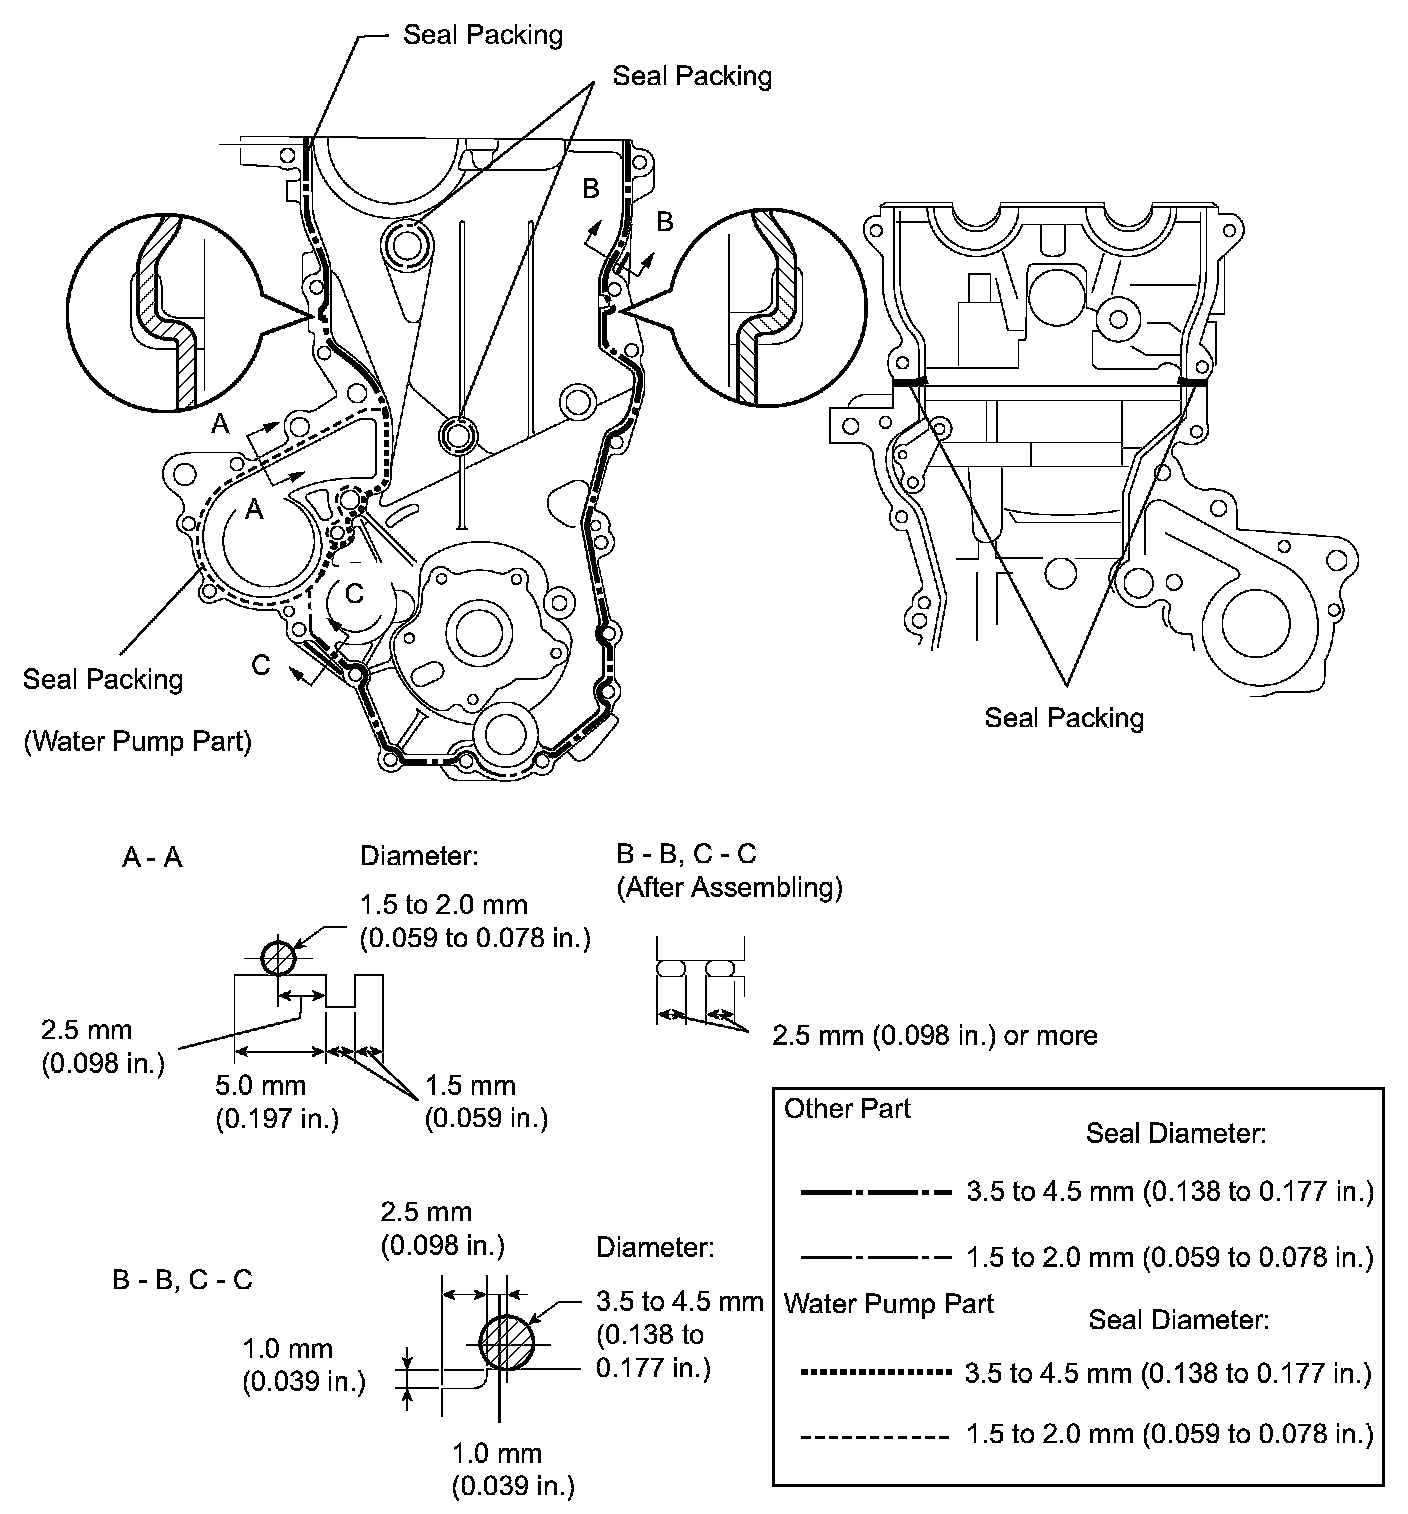 Seal Packing
Seal Packing
B
B
A
A
C
C
Seal Packing
(Water Pump Part)
Seal Packing
A - A
Diameter:
1.5 to 2.0 mm
(0.059 to 0.078 in.)
2.5 mm
(0.098 in.)
5.0 mm
(0.197 in.)
1.5 mm
(0.059 in.)
B - B, C - C
(After Assembling)
2.5 mm (0.098 in.) or more
B - B, C - C
2.5 mm
(0.098 in.)
Diameter:
3.5 to 4.5 mm
(0.138 to
0.177 in.)
1.0 mm
(0.039 in.)
1.0 mm
(0.039 in.)
Other Part
Seal Diameter:
3.5 to 4.5 mm (0.138 to 0.177 in.)
1.5 to 2.0 mm (0.059 to 0.078 in.)
Water Pump Part
Seal Diameter:
3.5 to 4.5 mm (0.138 to 0.177 in.)
1.5 to 2.0 mm (0.059 to 0.078 in.)